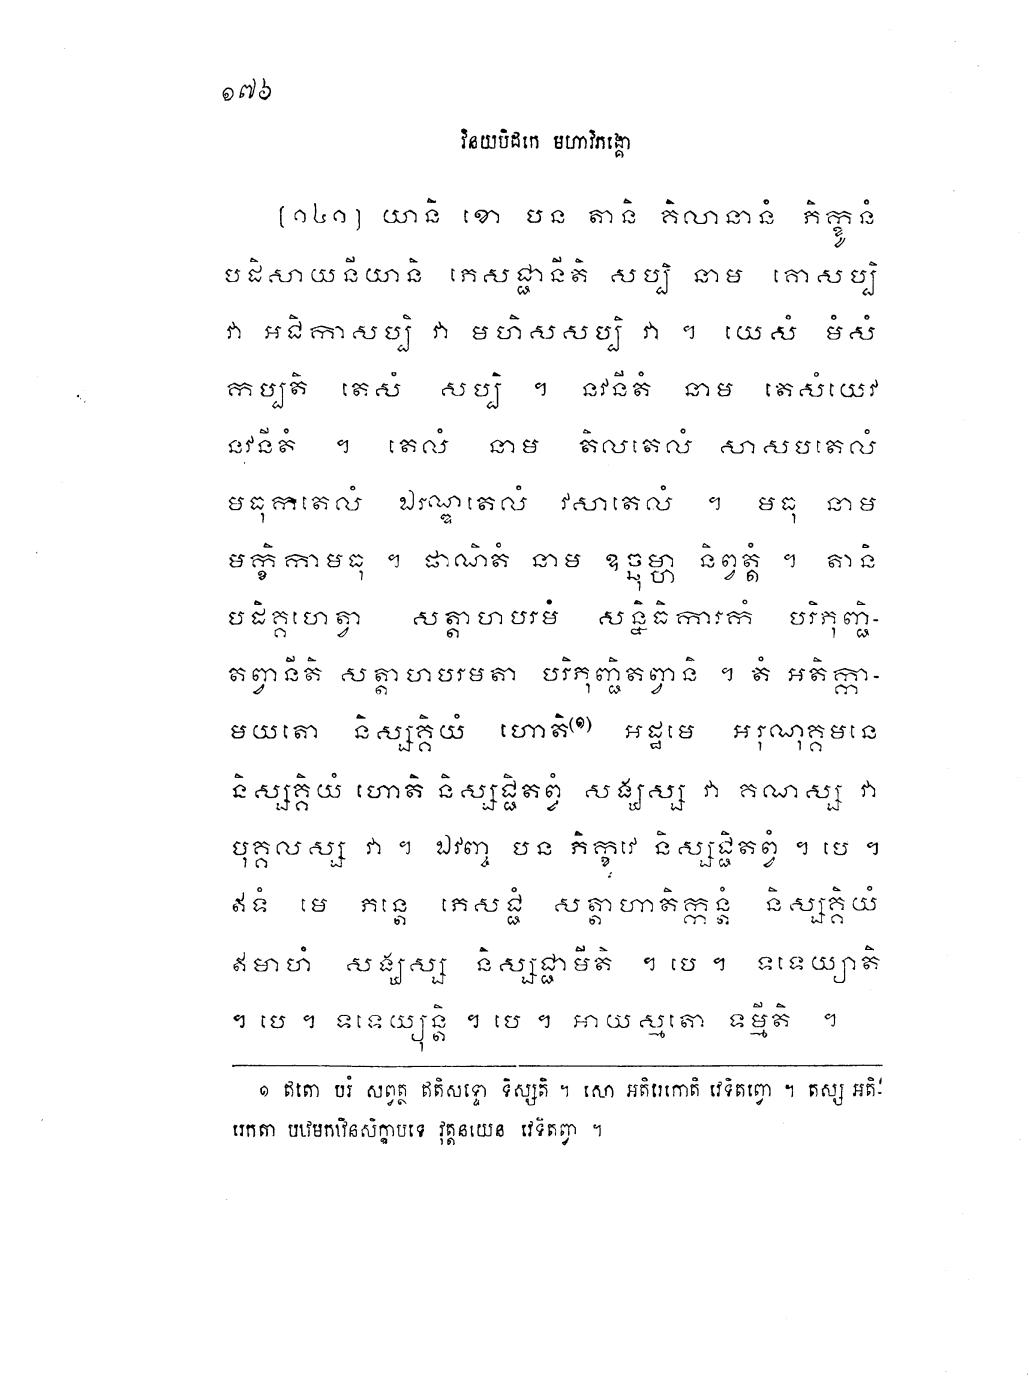 ១៧៦
វិនយបិដកេ មហាវិភង្គោ
[១៤១] យានិ ខោ បន តានិ គិលានានំ ភិក្ខូនំ
បដិសាយនីយានិ ភេសជ្ជានីតិ សប្បិ នាម គោសប្បិ
វា អជិកាសប្បិ វា មហិសសប្បិ វា ។ យេសំ មំសំ
កប្បតិ តេសំ សប្បិ ។ នវនីតំ នាម តេសំយេវ
នវនីតំ ។ តេលំ នាម តិលតេលំ សាសបតេលំ
មធុកតេលំ ឯរណ្ឌតេលំ វសាតេលំ ។ មធុ នាម
មក្ខិកាមធុ ។ ផាណិតំ នាម ឧច្ឆុម្ហា និព្វត្តំ ។ តានិ
បដិគ្គហេត្វា សត្តាហបរមំ សន្និធិការកំ បរិភុញ្ជិ-
តព្វានីតិ សត្តាហបរមតា បរិភុញ្ជិតព្វានិ ។ តំ អតិក្កា-
មយតោ និស្សគ្គិយំ ហោតិ(១) អដ្ឋមេ អរុណុគ្គមនេ
និស្សគ្គិយំ ហោតិ និស្សជ្ជិតព្វំ សង្ឃស្ស វា គណស្ស វា
បុគ្គលស្ស វា ។ ឯវញ្ច បន ភិក្ខវេ និស្សជ្ជិតព្វំ ។ បេ ។
ឥទំ មេ ភន្តេ ភេសជ្ជំ សត្តាហាតិក្កន្តំ និស្សគ្គិយំ
ឥមាហំ សង្ឃស្ស និស្សជ្ជាមីតិ ។ បេ ។ ទទេយ្យាតិ
។ បេ ។ ទទេយ្យុន្តិ ។ បេ ។ អាយស្មតោ ទម្មីតិ ។
១ ឥតោ បរំ សព្វត្ថ ឥតិសទ្ទោ ទិស្សតិ ។ សោ អតិរេកោតិ វេទិតព្វោ ។ តស្ស អតិ-
រេកតា បឋមកឋិនសិក្ខាបទេ វុត្តនយេន វេទិតព្វា ។